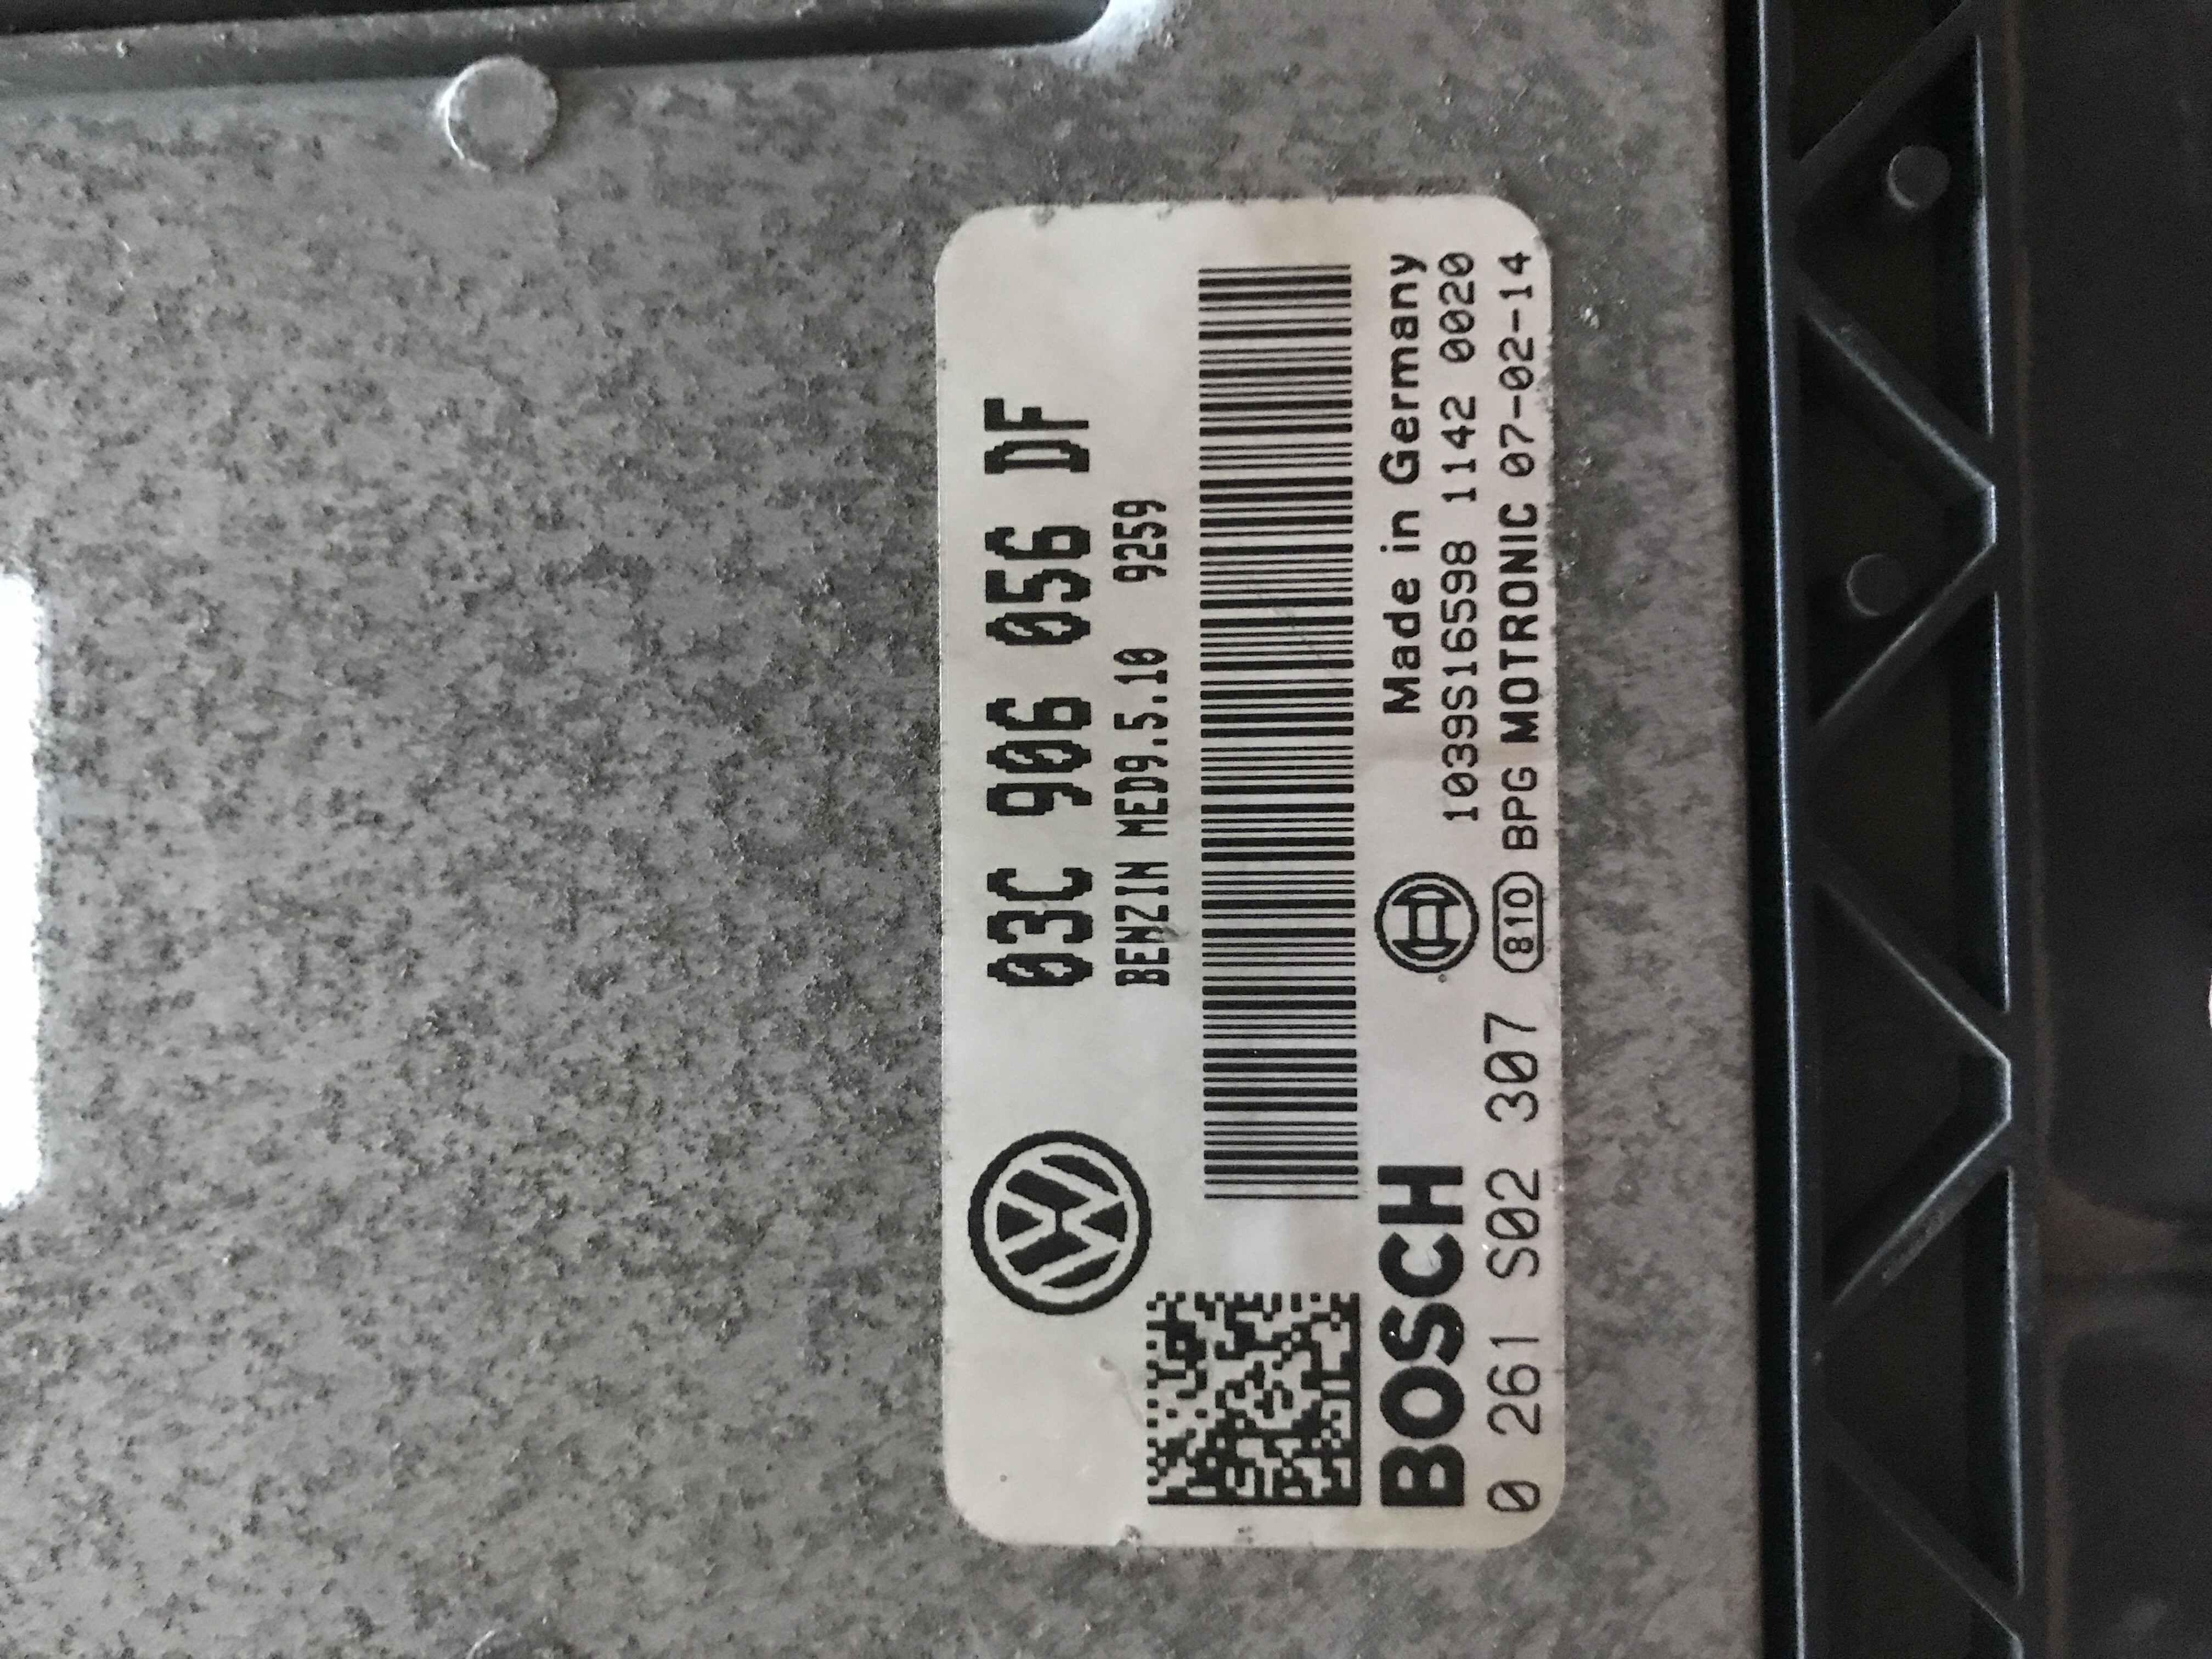 03C 906 056 DF
BENZIN MED9.5.10 9259
BOSCH
Made in Germany
1039S16598 1142 0020
0 261 S02 307 810 BPG MOTRONIC 07-02-14